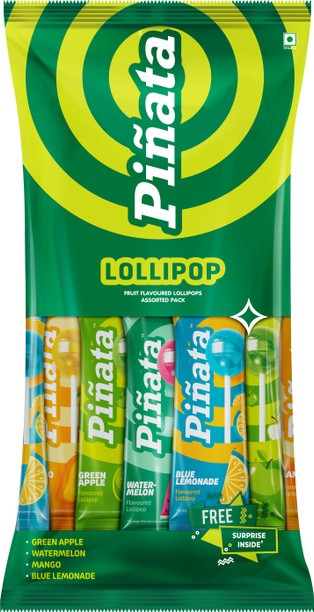 Piñata
LOLLIPOP
FRUIT FLAVOURED LOLLIPOPS
ASSORTED PACK
Piñata
Piñata
GREEN
APPLE
Flavoured
Lollipop
Piñata
WATER-
MELON
Flavoured
Lollipop
Piñata
BLUE
LEMONADE
Flavoured
Lollipop
FREE
SURPRISE
INSIDE*
• GREEN APPLE
• WATERMELON
• MANGO
• BLUE LEMONADE